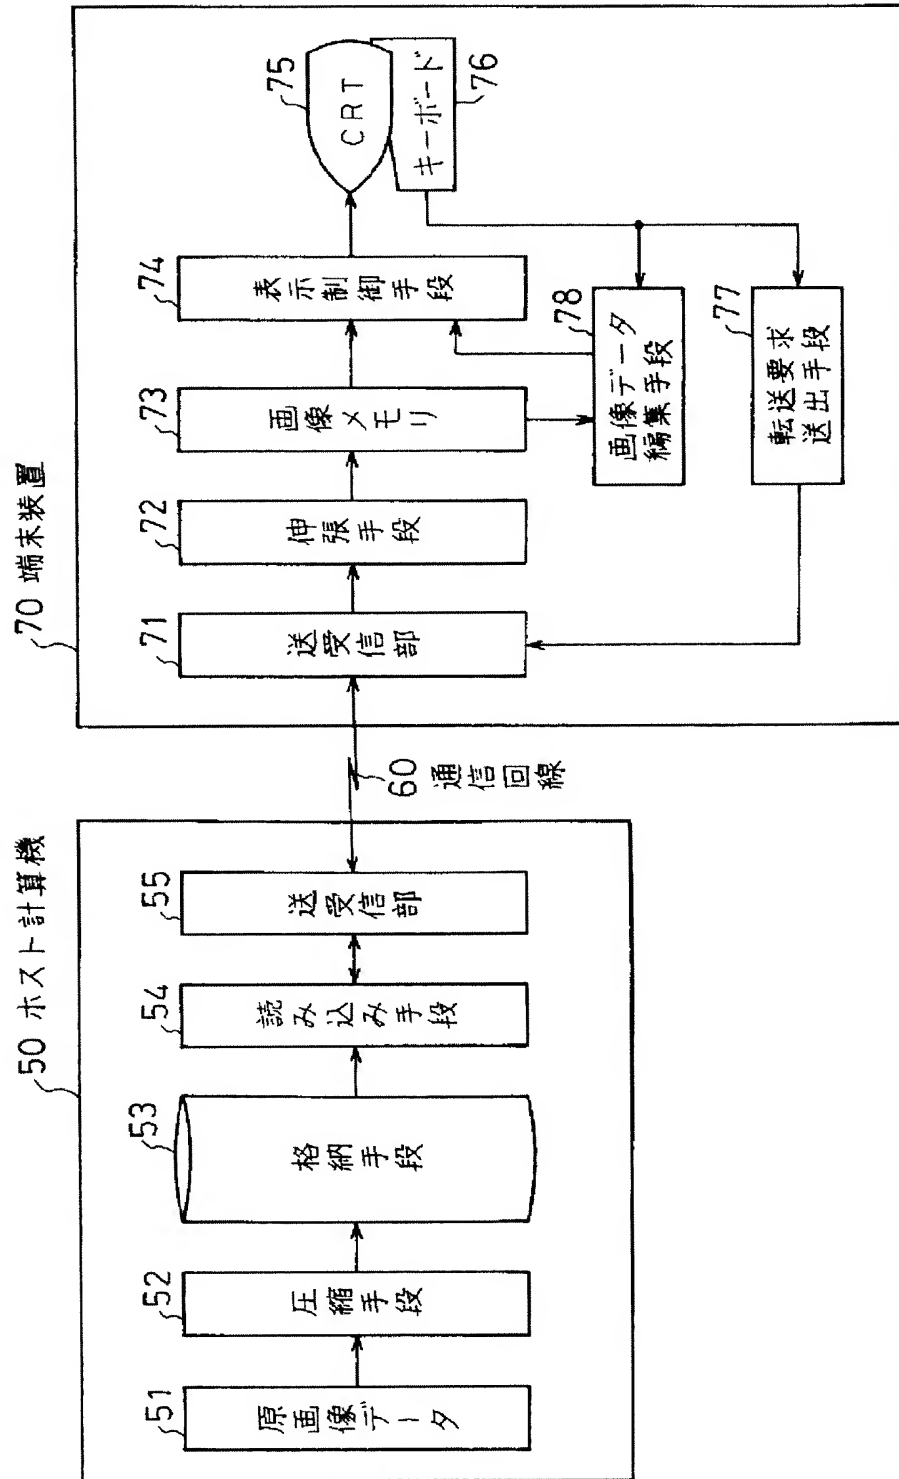 50 ホスト計算機
51
原画像データ
52
圧縮手段
53
格納手段
54
読み込み手段
55
送受信部
60
通信回線
70 端末装置
71
送受信部
72
伸張手段
73
画像メモリ
74
表示制御手段
75
CRT
76
キーボード
78
画像データ
編集手段
77
転送要求
送出手段